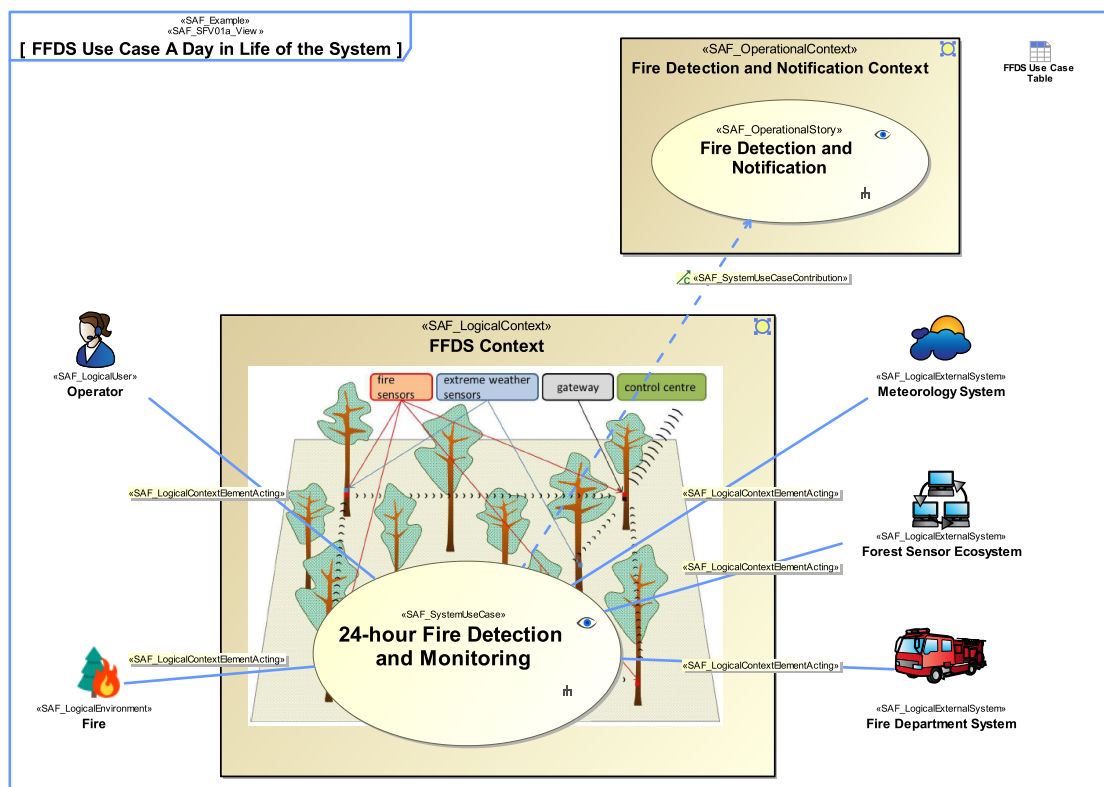 «SAF_Example»
«SAF_SFV01a_View »
[ FFDS Use Case A Day in Life of the System ]
«SAF_OperationalContext»
Fire Detection and Notification Context
«SAF_OperationalStory»
Fire Detection and
Notification
FFDS Use Case
Table
«SAF_SystemUseCaseContribution»
«SAF_LogicalContext»
FFDS Context
fire
sensors
extreme weather
sensors
gateway
control centre
«SAF_LogicalUser»
Operator
«SAF_LogicalExternalSystem»
Meteorology System
«SAF_LogicalContextElementActing»
«SAF_LogicalContextElementActing»
«SAF_LogicalExternalSystem»
Forest Sensor Ecosystem
«SAF_LogicalContextElementActing»
«SAF_SystemUseCase»
24-hour Fire Detection
and Monitoring
«SAF_LogicalContextElementActing»
«SAF_LogicalContextElementActing»
«SAF_LogicalEnvironment»
Fire
«SAF_LogicalExternalSystem»
Fire Department System